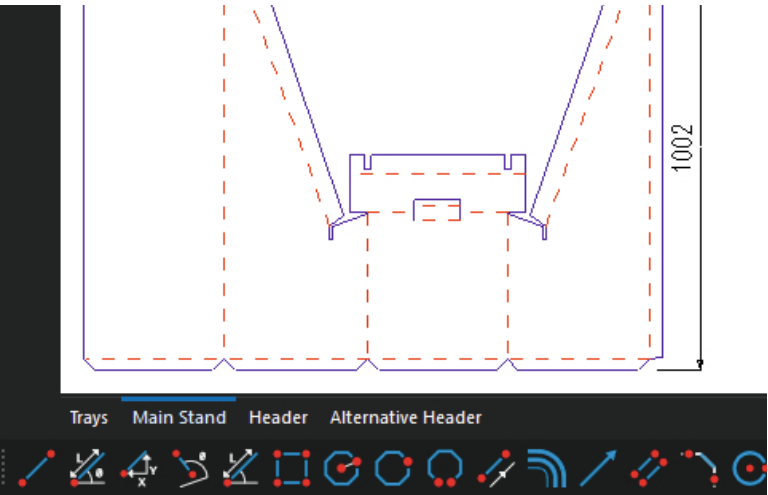 1002
Trays Main Stand Header Alternative Header
L θ X Y θ L